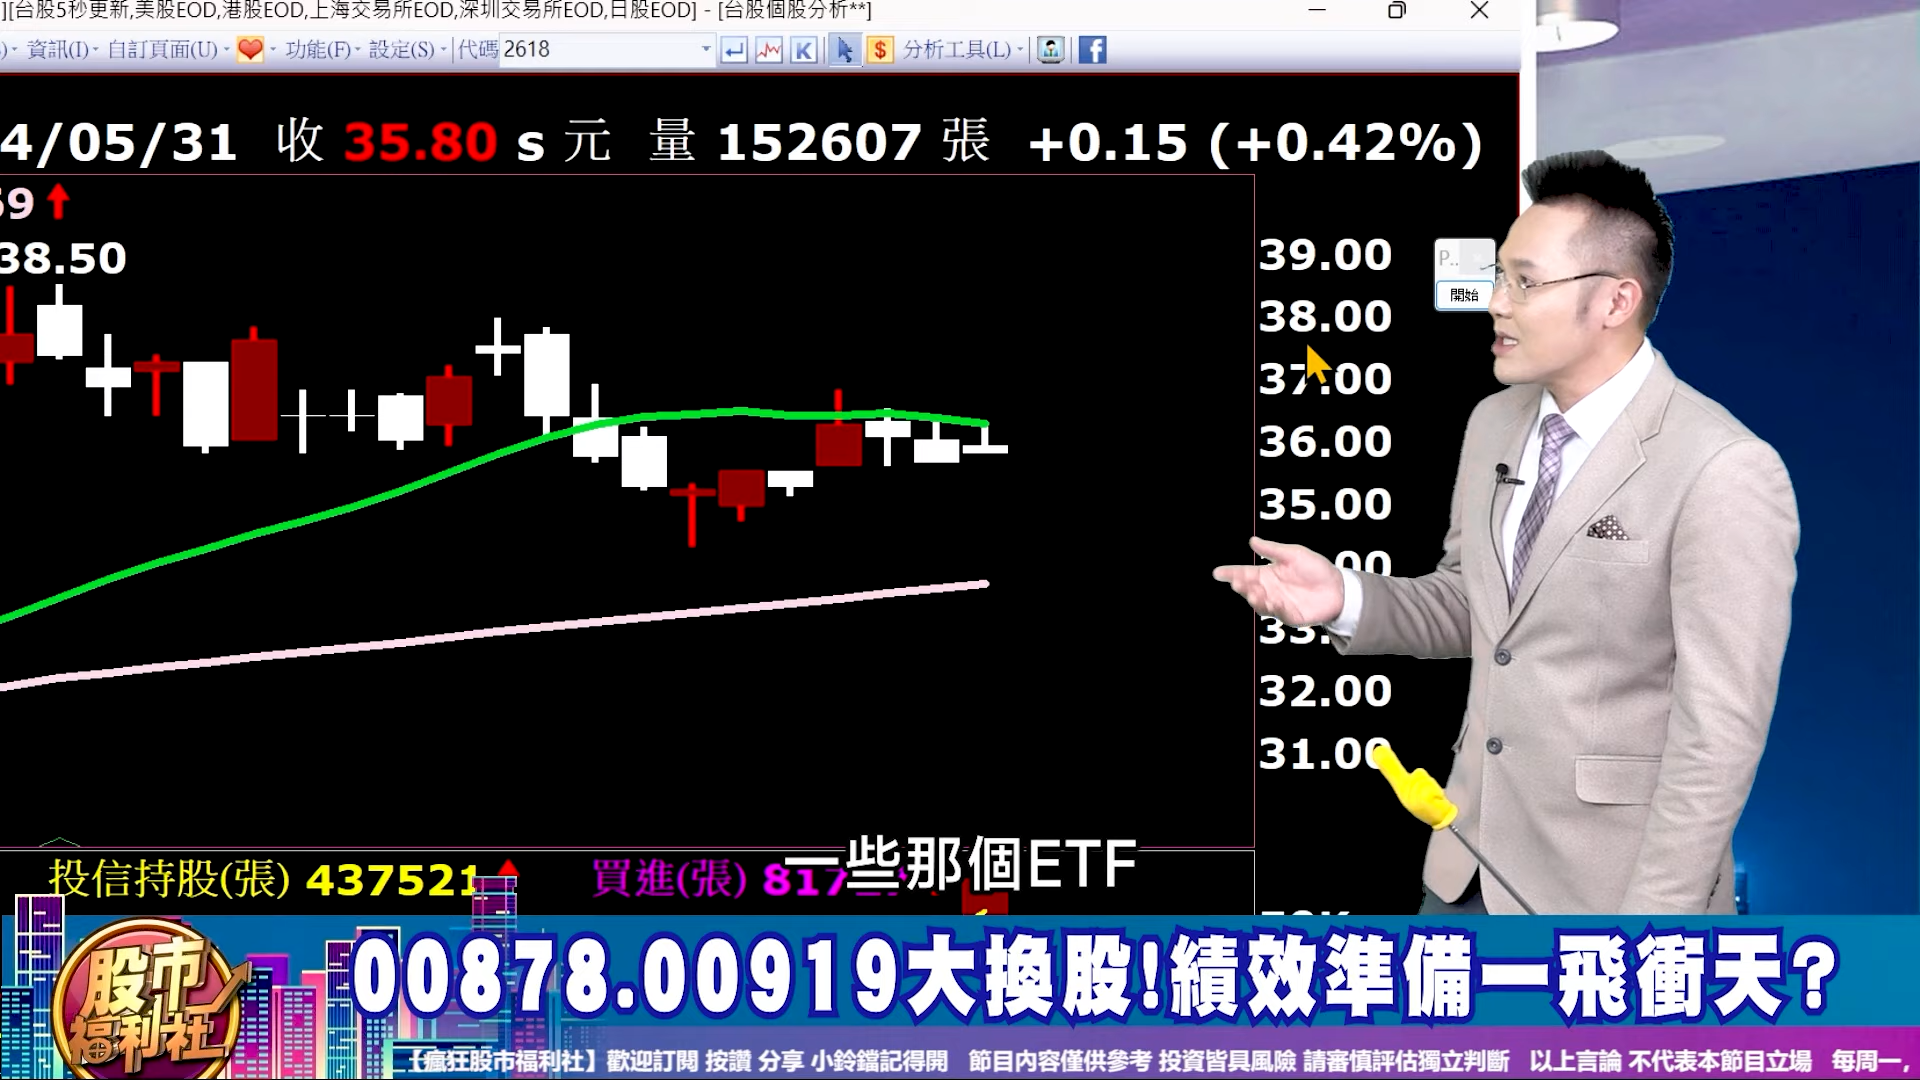 ][台股5秒更新,美股EOD,港股EOD,上海交易所EOD,深圳交易所EOD,日股EOD] - [台股個股分析**]
資訊(I) 自訂頁面(U) 功能(F) 設定(S) 代碼 2618 K $ 分析工具(L)
4/05/31 收 35.80 s 元 量 152607 張 +0.15 (+0.42%)
59
38.50
39.00
38.00
P..
開始
37.00
36.00
35.00
33.
32.00
31.00
投信持股(張) 437521 買進(張) 817
一些那個ETF
00878.00919大換股!績效準備一飛衝天?
股市
福利社
【瘋狂股市福利社】歡迎訂閱 按讚 分享 小鈴鐺記得開 節目內容僅供參考 投資皆具風險 請審慎評估獨立判斷 以上言論 不代表本節目立場 每周一,